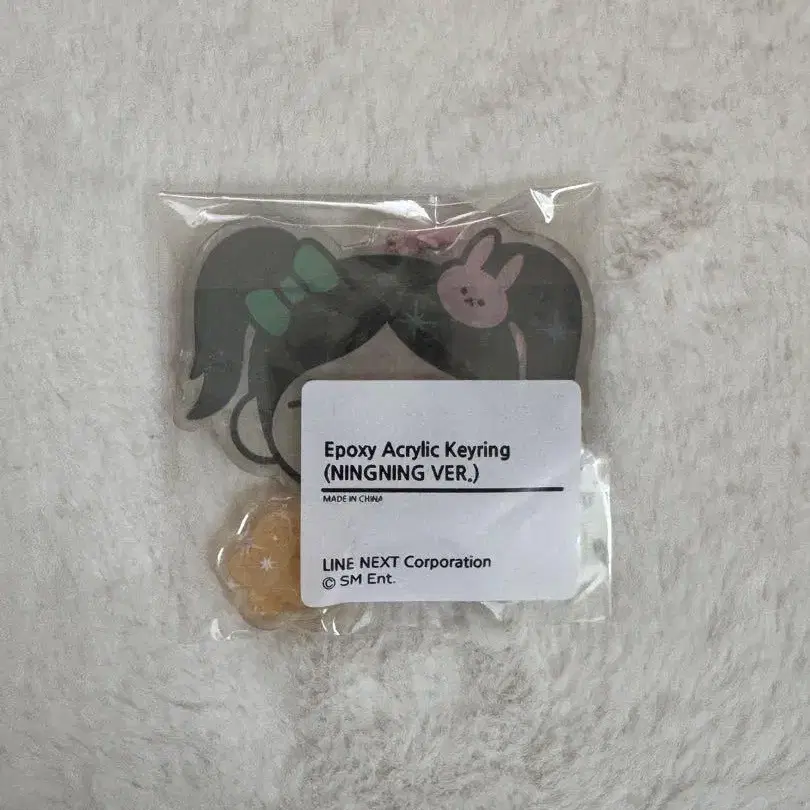 Epoxy Acrylic Keyring
(NINGNING VER.)
MADE IN CHINA
LINE NEXT Corporation
© SM Ent.